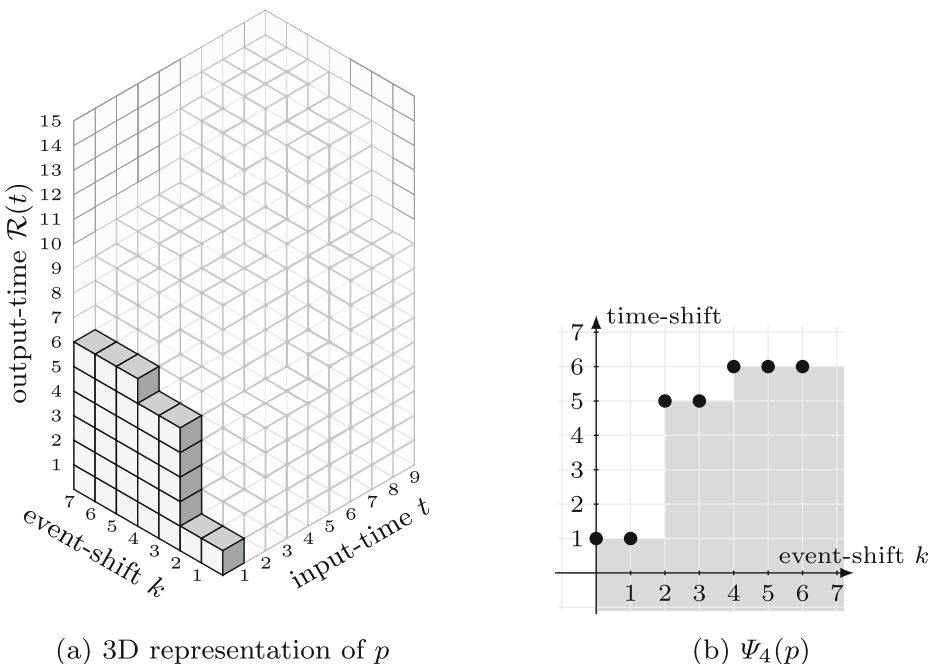 15
14
13
12
11
10
9
8
7
6
5
4
3
2
1
output-time R(t)
7 6 5 4 3 2 1
event-shift k
1 2 3 4 5 6 7 8 9
input-time t
(a) 3D representation of p
time-shift
7
6
5
4
3
2
1
event-shift k
1 2 3 4 5 6 7
(b) Ψ₄(p)